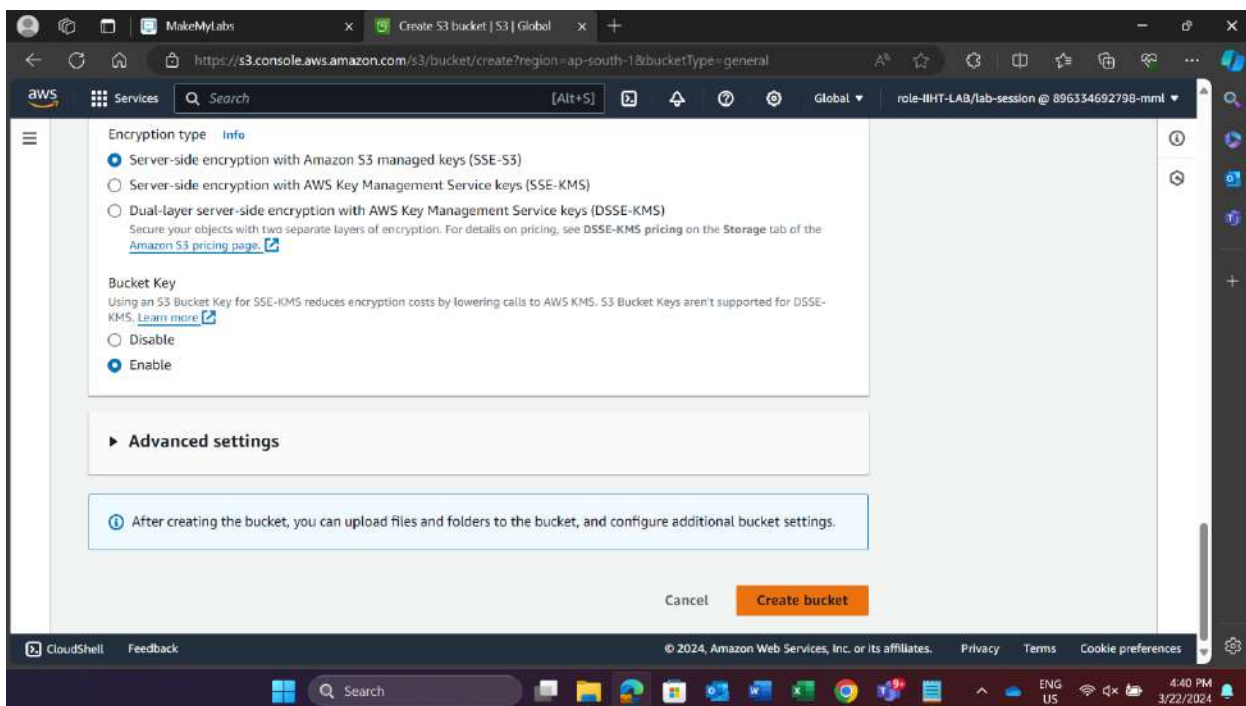 MakeMyLabs
Create S3 bucket | S3 | Global
https://s3.console.aws.amazon.com/s3/bucket/create?region=ap-south-1&bucketType=general
aws
Services
Search
[Alt+S]
Global
role-IIHT-LAB/lab-session @ 896334692798-mml
Encryption type Info
Server-side encryption with Amazon S3 managed keys (SSE-S3)
Server-side encryption with AWS Key Management Service keys (SSE-KMS)
Dual-layer server-side encryption with AWS Key Management Service keys (DSSE-KMS)
Secure your objects with two separate layers of encryption. For details on pricing, see DSSE-KMS pricing on the Storage tab of the
Amazon S3 pricing page.
Bucket Key
Using an S3 Bucket Key for SSE-KMS reduces encryption costs by lowering calls to AWS KMS. S3 Bucket Keys aren't supported for DSSE-
KMS. Learn more
Disable
Enable
Advanced settings
After creating the bucket, you can upload files and folders to the bucket, and configure additional bucket settings.
Cancel
Create bucket
CloudShell
Feedback
© 2024, Amazon Web Services, Inc. or its affiliates.
Privacy
Terms
Cookie preferences
Search
ENG
US
4:40 PM
3/22/2024